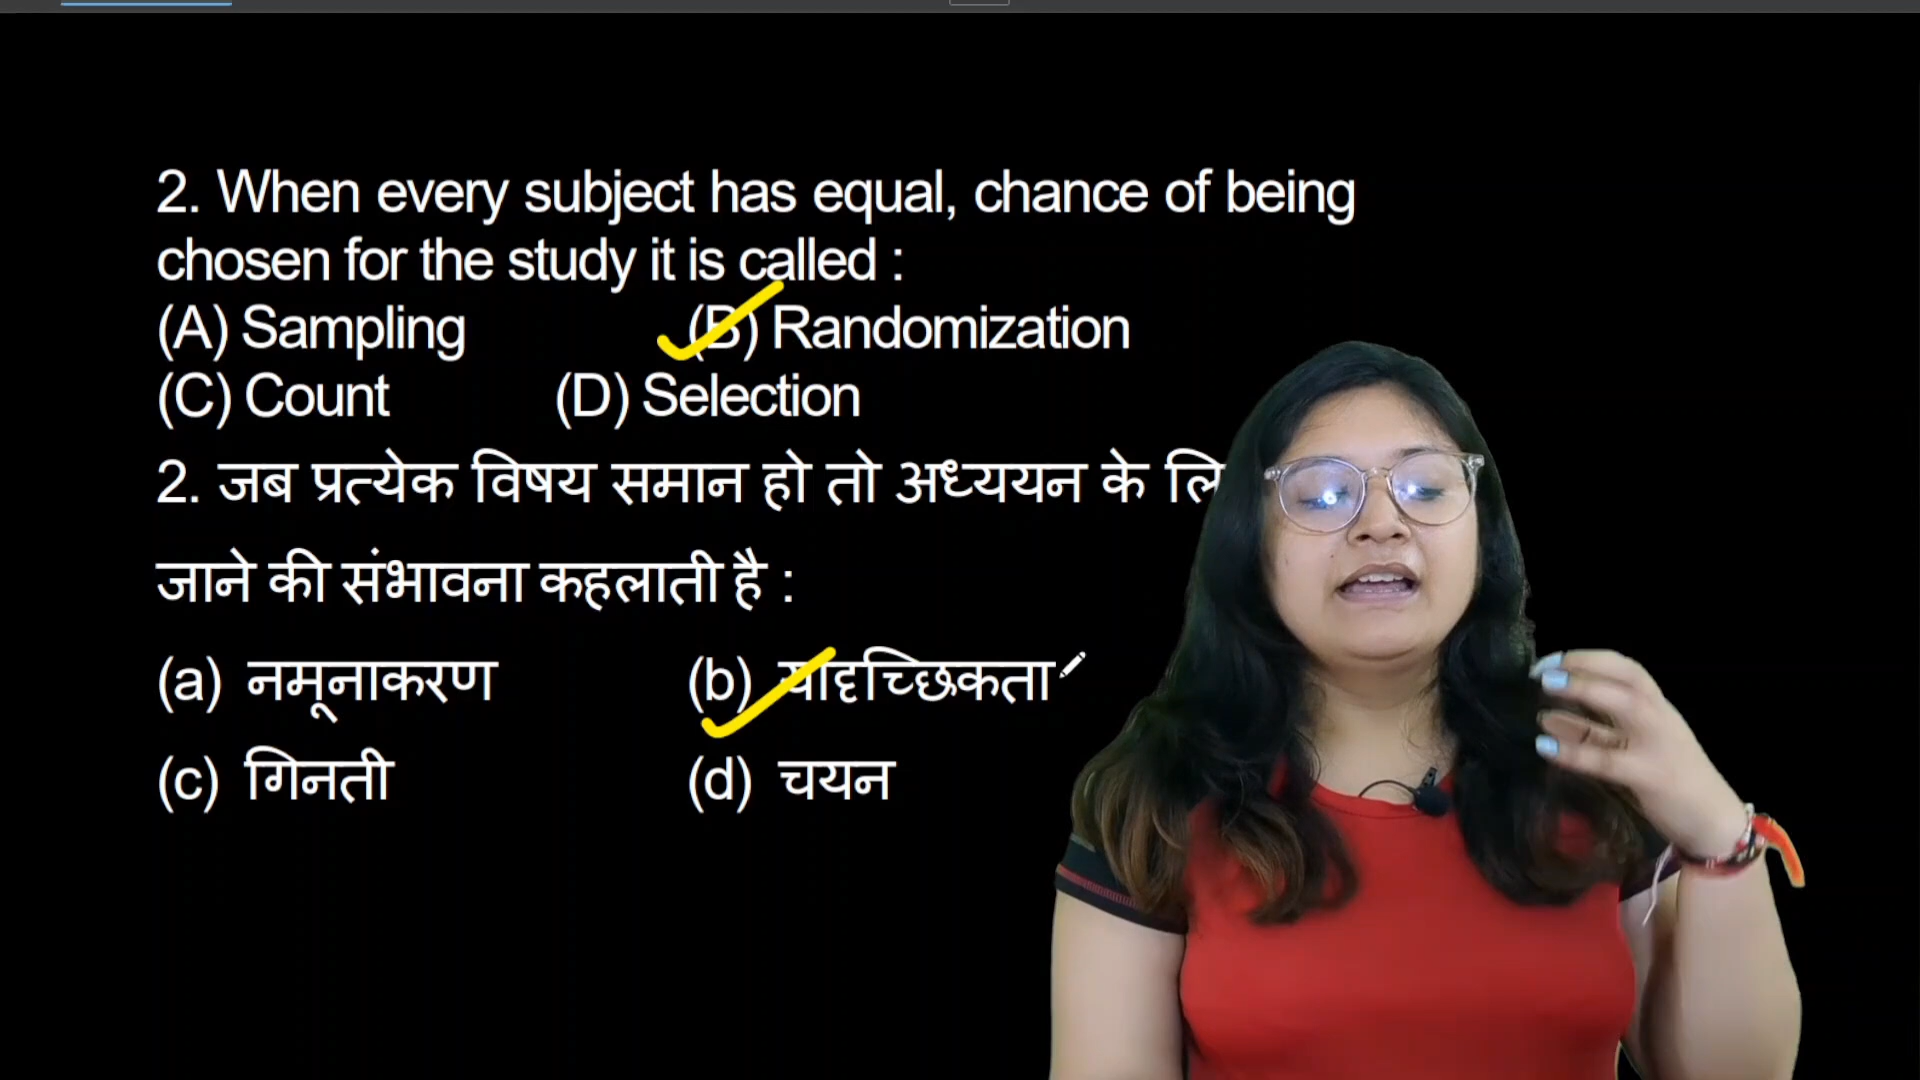 2. When every subject has equal, chance of being
chosen for the study it is called :
(A) Sampling (B) Randomization
(C) Count (D) Selection
2. जब प्रत्येक विषय समान हो तो अध्ययन के
जाने की संभावना कहलाती है :
(a) नमूनाकरण (b) यादृच्छिकता
(c) गिनती (d) चयन